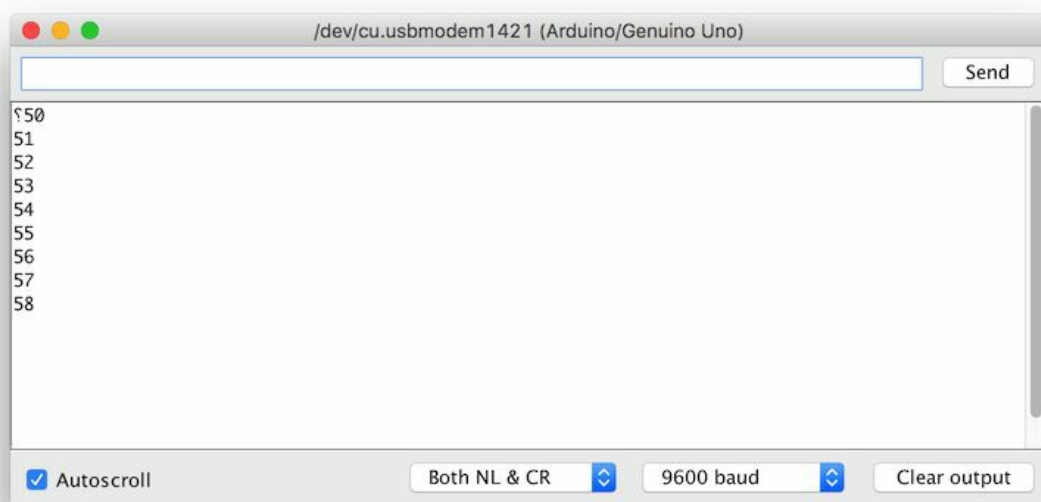 /dev/cu.usbmodem1421 (Arduino/Genuino Uno)
Send
⸮50
51
52
53
54
55
56
57
58
Autoscroll
Both NL & CR
9600 baud
Clear output